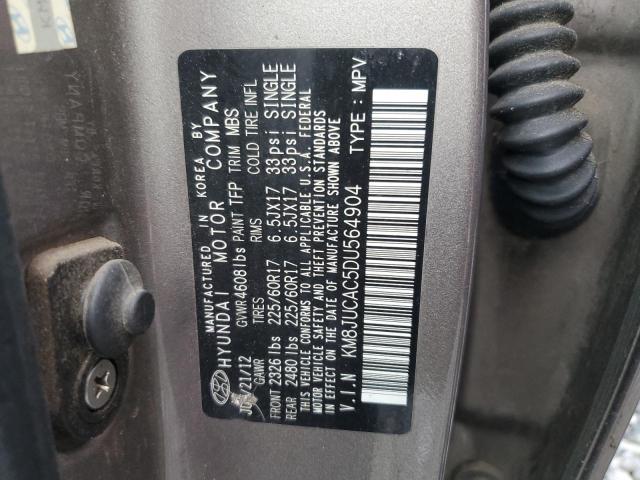 MANUFACTURED IN KOREA BY
HYUNDAI MOTOR COMPANY
/21/12 GVWR 4608 lbs PAINT TFP TRIM MBS
GAWR TIRES RIMS COLD TIRE INFL
FRONT 2326 lbs 225/60R17 6.5JX17 33psi SINGLE
REAR 2480 lbs 225/60R17 6.5JX17 33psi SINGLE
THIS VEHICLE CONFORMS TO ALL APPLICABLE U.S.A. FEDERAL
MOTOR VEHICLE SAFETY AND THEFT PREVENTION STANDARDS
IN EFFECT ON THE DATE OF MANUFACTURE SHOWN ABOVE
V.I.N : KM8JUCAC5DU564904 TYPE : MPV